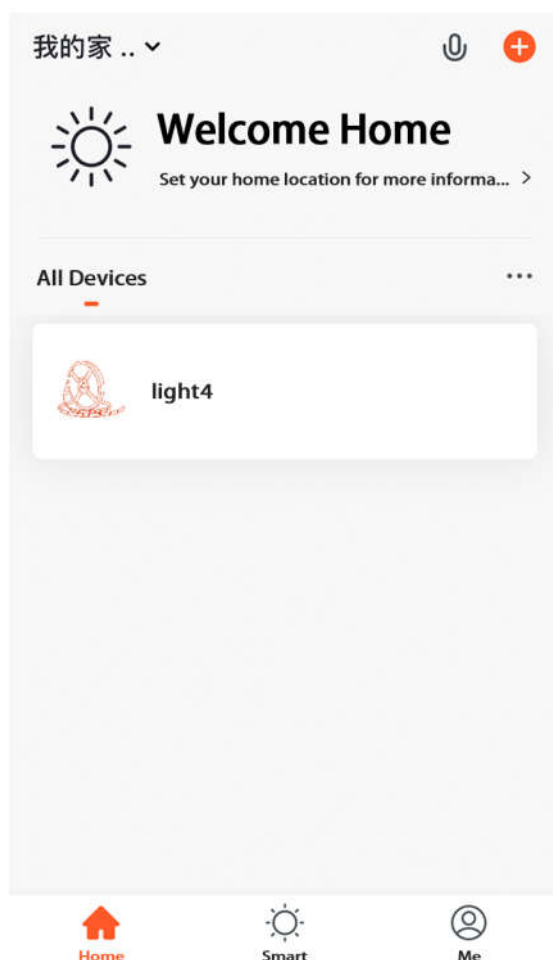 我的家 ..
Welcome Home
Set your home location for more informa...
All Devices
light4
Home
Smart
Me